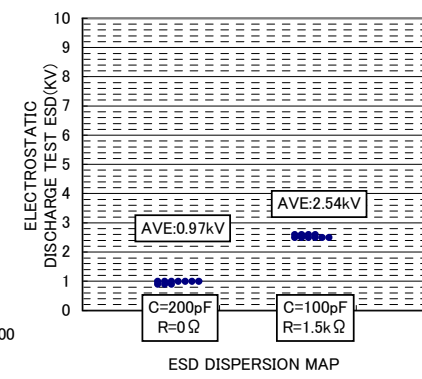 10
9
8
7
6
5
4
3
2
1
0
ELECTROSTATIC
DISCHARGE TEST ESD(KV)
AVE:2.54kV
AVE:0.97kV
C=200pF
R=0Ω
C=100pF
R=1.5kΩ
00
ESD DISPERSION MAP